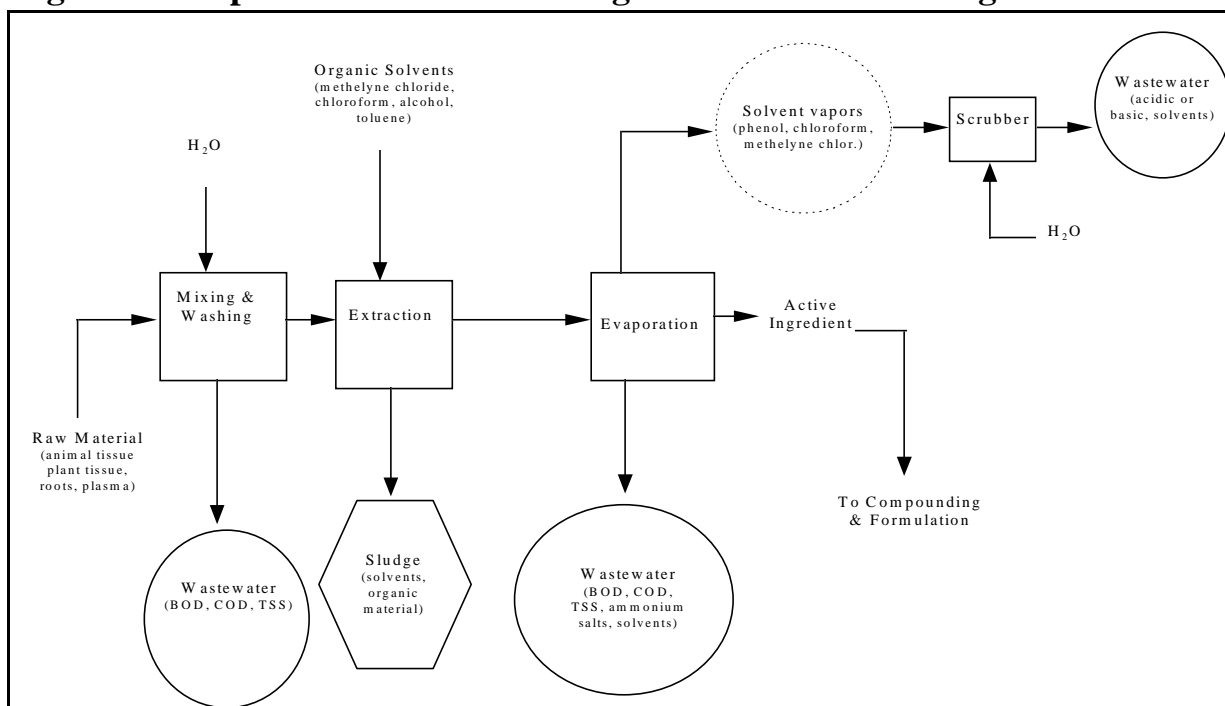 Organic Solvents
(methelyne chloride,
chloroform, alcohol,
toluene)
H₂O
Solvent vapors
(phenol, chloroform,
methelyne chlor.)
Scrubber
Wastewater
(acidic or
basic, solvents)
H₂O
Mixing &
Washing
Extraction
Evaporation
Active
Ingredient
Raw Material
(animal tissue
plant tissue,
roots, plasma)
To Compounding
& Formulation
Wastewater
(BOD, COD, TSS)
Sludge
(solvents,
organic
material)
Wastewater
(BOD, COD,
TSS, ammonium
salts, solvents)